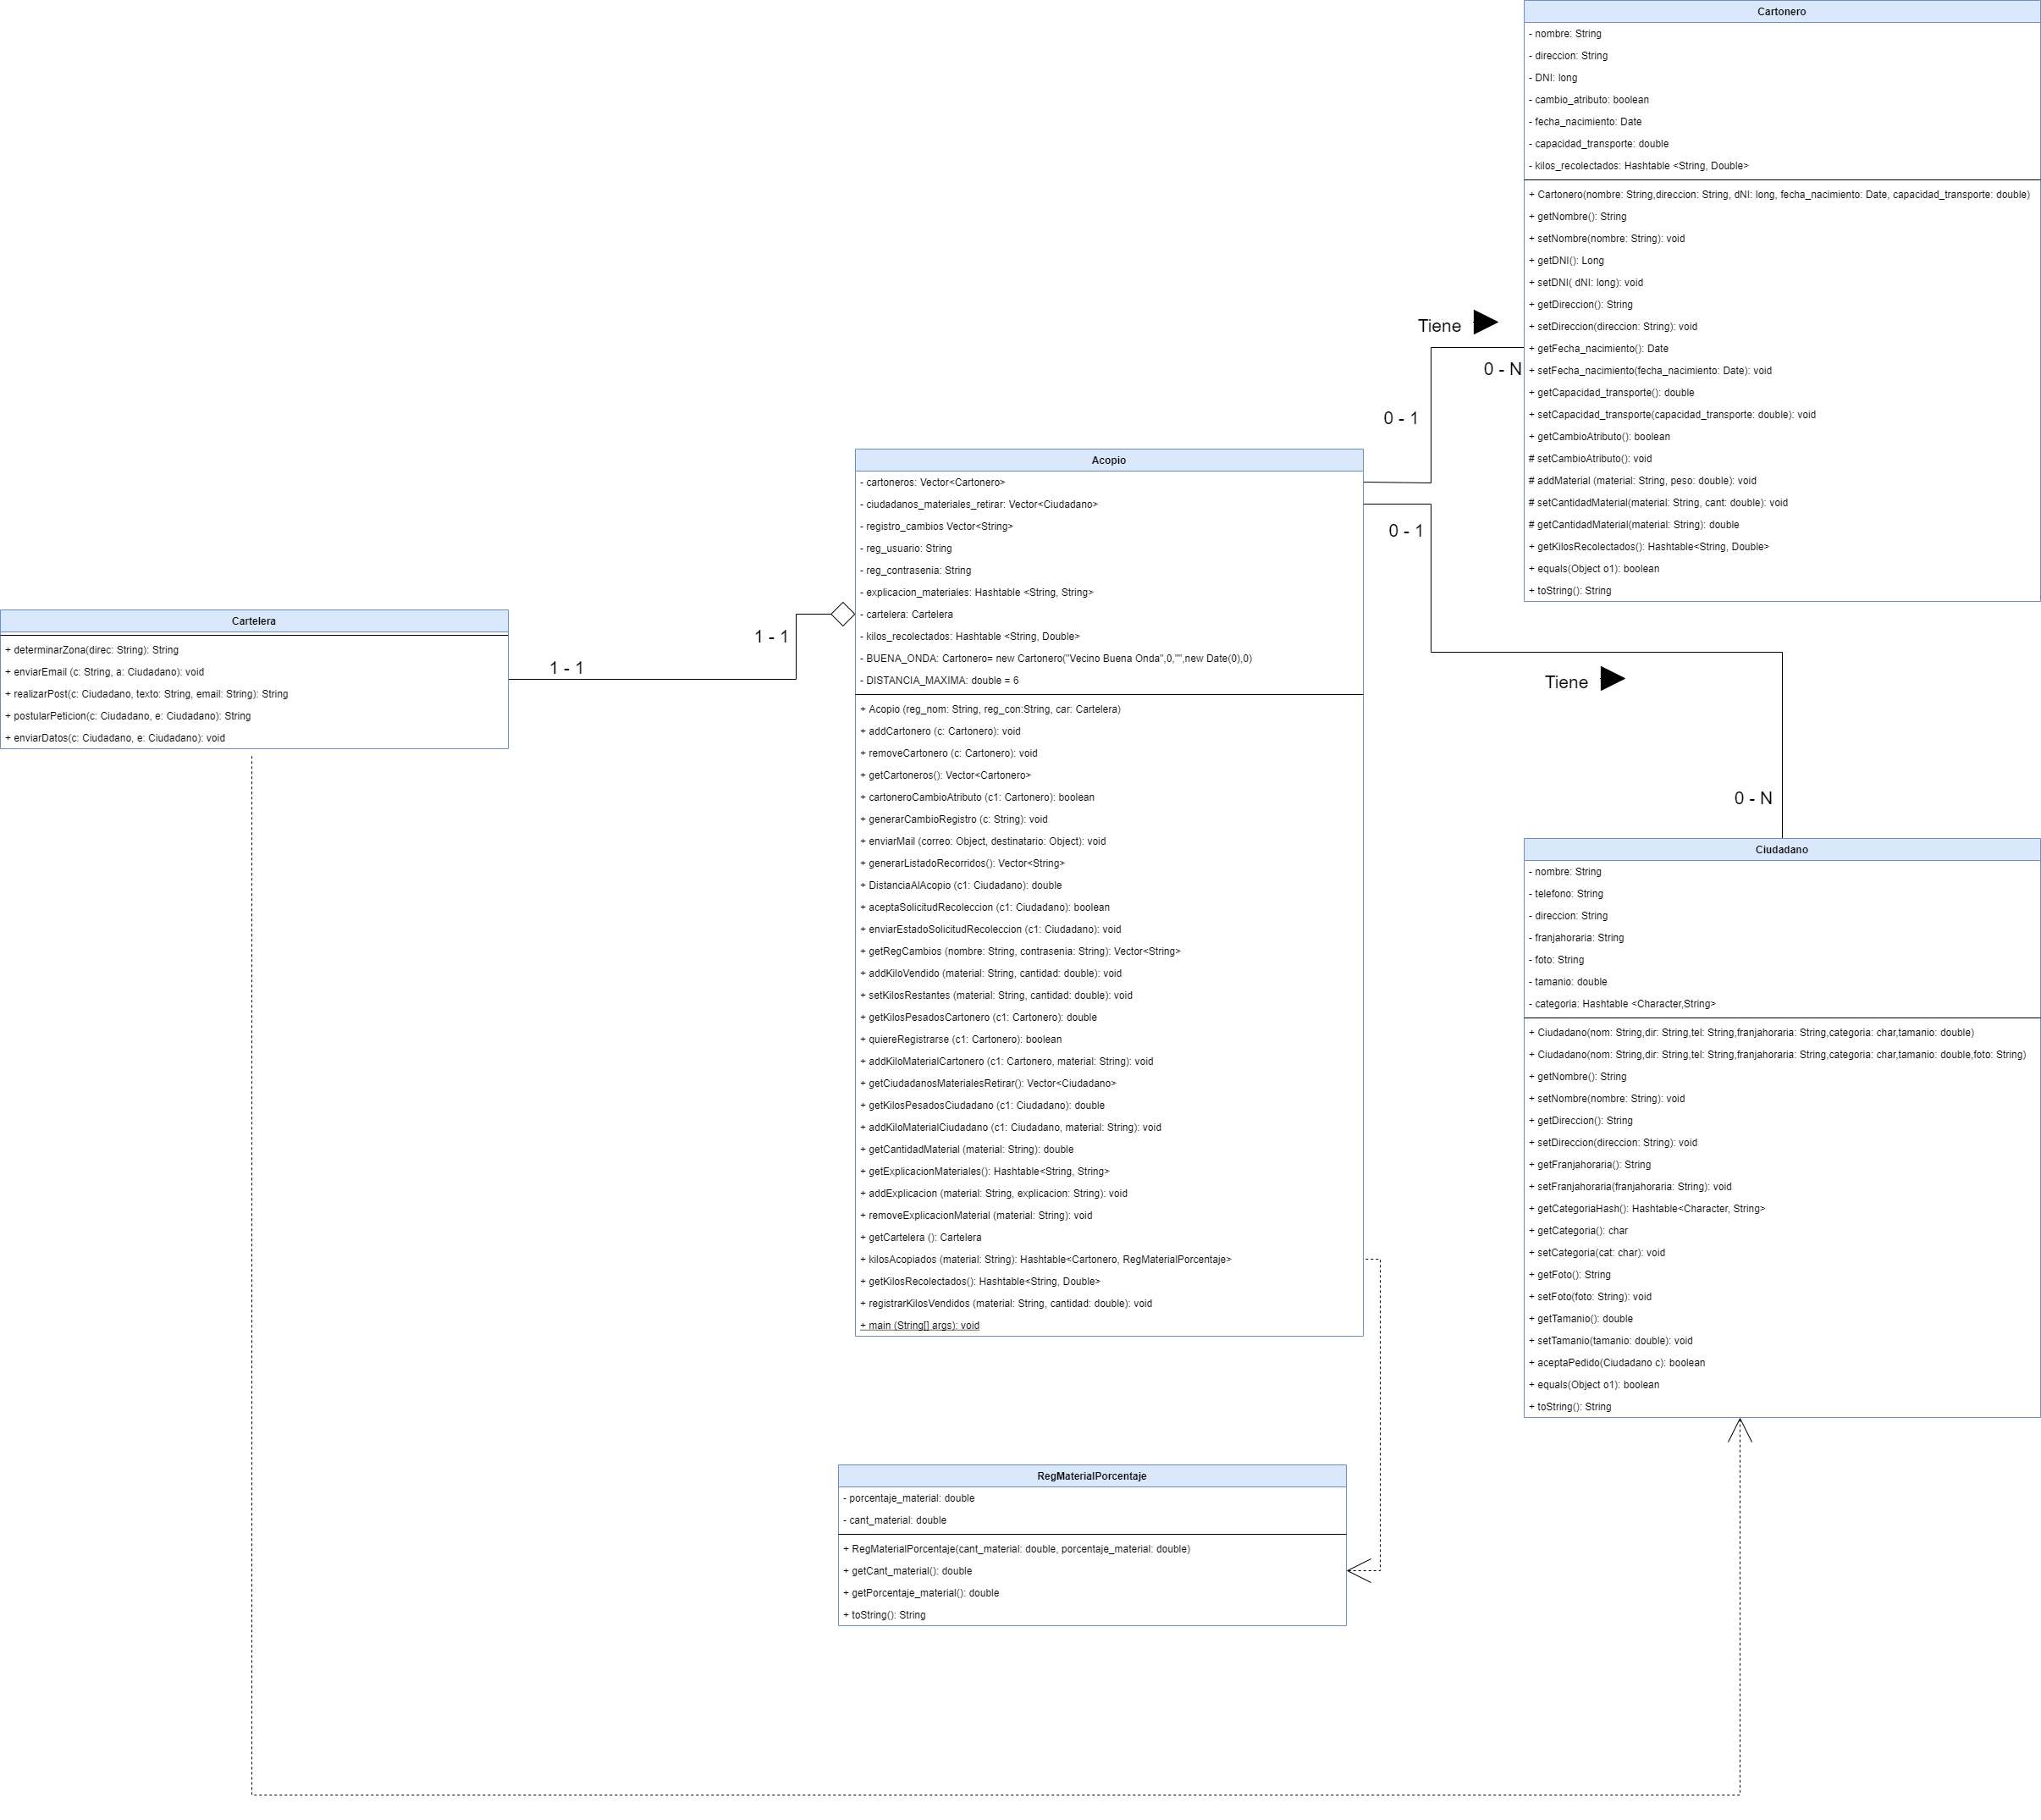 Cartonero
- nombre: String
- direccion: String
- DNI: long
- cambio_atributo: boolean
- fecha_nacimiento: Date
- capacidad_transporte: double
- kilos_recolectados: Hashtable <String, Double>
+ Cartonero(nombre: String,direccion: String, dNI: long, fecha_nacimiento: Date, capacidad_transporte: double)
+ getNombre(): String
+ setNombre(nombre: String): void
+ getDNI(): Long
+ setDNI( dNI: long): void
+ getDireccion(): String
+ setDireccion(direccion: String): void
+ getFecha_nacimiento(): Date
+ setFecha_nacimiento(fecha_nacimiento: Date): void
+ getCapacidad_transporte(): double
+ setCapacidad_transporte(capacidad_transporte: double): void
+ getCambioAtributo(): boolean
# setCambioAtributo(): void
# addMaterial (material: String, peso: double): void
# setCantidadMaterial(material: String, cant: double): void
# getCantidadMaterial(material: String): double
+ getKilosRecolectados(): Hashtable<String, Double>
+ equals(Object o1): boolean
+ toString(): String
Tiene
0 - N
0 - 1
Acopio
- cartoneros: Vector<Cartonero>
- ciudadanos_materiales_retirar: Vector<Ciudadano>
- registro_cambios Vector<String>
- reg_usuario: String
- reg_contrasenia: String
- explicacion_materiales: Hashtable <String, String>
- cartelera: Cartelera
- kilos_recolectados: Hashtable <String, Double>
- BUENA_ONDA: Cartonero= new Cartonero("Vecino Buena Onda",0,"",new Date(0),0)
- DISTANCIA_MAXIMA: double = 6
+ Acopio (reg_nom: String, reg_con:String, car: Cartelera)
+ addCartonero (c: Cartonero): void
+ removeCartonero (c: Cartonero): void
+ getCartoneros(): Vector<Cartonero>
+ cartoneroCambioAtributo (c1: Cartonero): boolean
+ generarCambioRegistro (c: String): void
+ enviarMail (correo: Object, destinatario: Object): void
+ generarListadoRecorridos(): Vector<String>
+ DistanciaAlAcopio (c1: Ciudadano): double
+ aceptaSolicitudRecoleccion (c1: Ciudadano): boolean
+ enviarEstadoSolicitudRecoleccion (c1: Ciudadano): void
+ getRegCambios (nombre: String, contrasenia: String): Vector<String>
+ addKiloVendido (material: String, cantidad: double): void
+ setKilosRestantes (material: String, cantidad: double): void
+ getKilosPesadosCartonero (c1: Cartonero): double
+ quiereRegistrarse (c1: Cartonero): boolean
+ addKiloMaterialCartonero (c1: Cartonero, material: String): void
+ getCiudadanosMaterialesRetirar(): Vector<Ciudadano>
+ getKilosPesadosCiudadano (c1: Ciudadano): double
+ addKiloMaterialCiudadano (c1: Ciudadano, material: String): void
+ getCantidadMaterial (material: String): double
+ getExplicacionMateriales(): Hashtable<String, String>
+ addExplicacion (material: String, explicacion: String): void
+ removeExplicacionMaterial (material: String): void
+ getCartelera (): Cartelera
+ kilosAcopiados (material: String): Hashtable<Cartonero, RegMaterialPorcentaje>
+ getKilosRecolectados(): Hashtable<String, Double>
+ registrarKilosVendidos (material: String, cantidad: double): void
+ main (String[] args): void
0 - 1
Tiene
0 - N
Cartelera
+ determinarZona(direc: String): String
+ enviarEmail (c: String, a: Ciudadano): void
+ realizarPost(c: Ciudadano, texto: String, email: String): String
+ postularPeticion(c: Ciudadano, e: Ciudadano): String
+ enviarDatos(c: Ciudadano, e: Ciudadano): void
1 - 1
1 - 1
Ciudadano
- nombre: String
- telefono: String
- direccion: String
- franjahoraria: String
- foto: String
- tamanio: double
- categoria: Hashtable <Character,String>
+ Ciudadano(nom: String,dir: String,tel: String,franjahoraria: String,categoria: char,tamanio: double)
+ Ciudadano(nom: String,dir: String,tel: String,franjahoraria: String,categoria: char,tamanio: double,foto: String)
+ getNombre(): String
+ setNombre(nombre: String): void
+ getDireccion(): String
+ setDireccion(direccion: String): void
+ getFranjahoraria(): String
+ setFranjahoraria(franjahoraria: String): void
+ getCategoriaHash(): Hashtable<Character, String>
+ getCategoria(): char
+ setCategoria(cat: char): void
+ getFoto(): String
+ setFoto(foto: String): void
+ getTamanio(): double
+ setTamanio(tamanio: double): void
+ aceptaPedido(Ciudadano c): boolean
+ equals(Object o1): boolean
+ toString(): String
RegMaterialPorcentaje
- porcentaje_material: double
- cant_material: double
+ RegMaterialPorcentaje(cant_material: double, porcentaje_material: double)
+ getCant_material(): double
+ getPorcentaje_material(): double
+ toString(): String